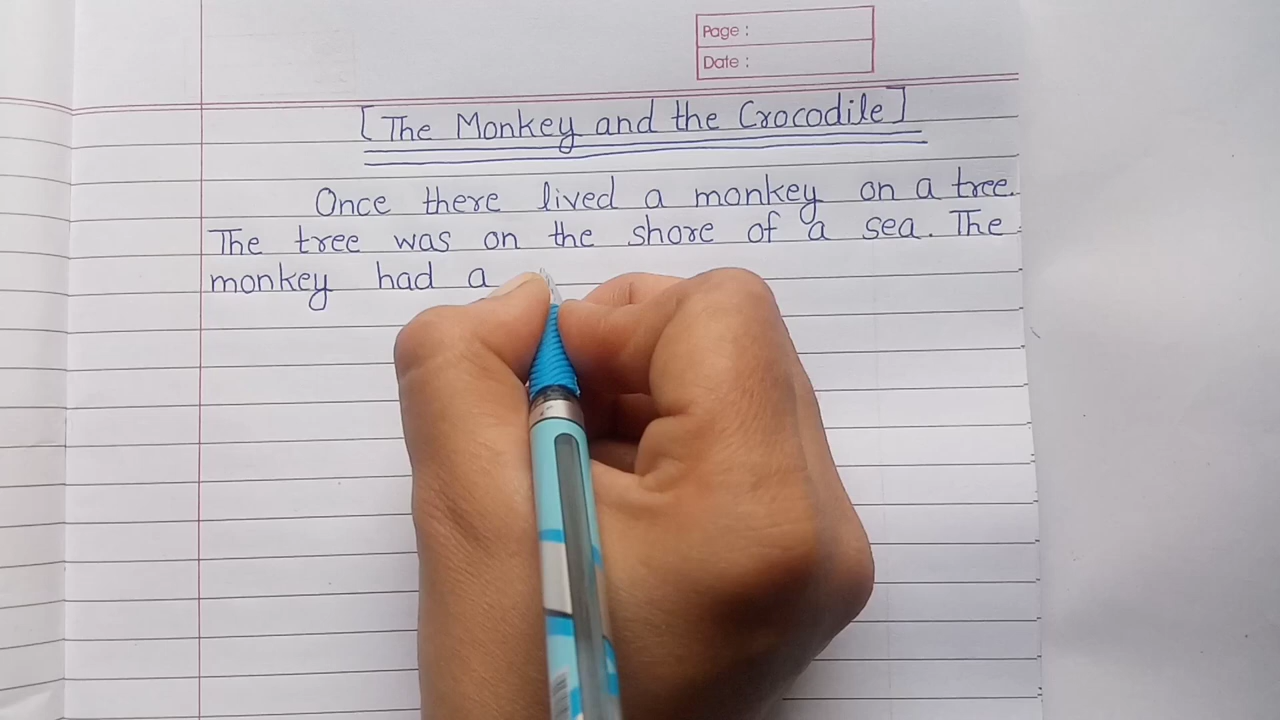 Page :
Date :
[The Monkey and the Crocodile]
Once there lived a monkey on a tree.
The tree was on the shore of a sea. The
monkey had a